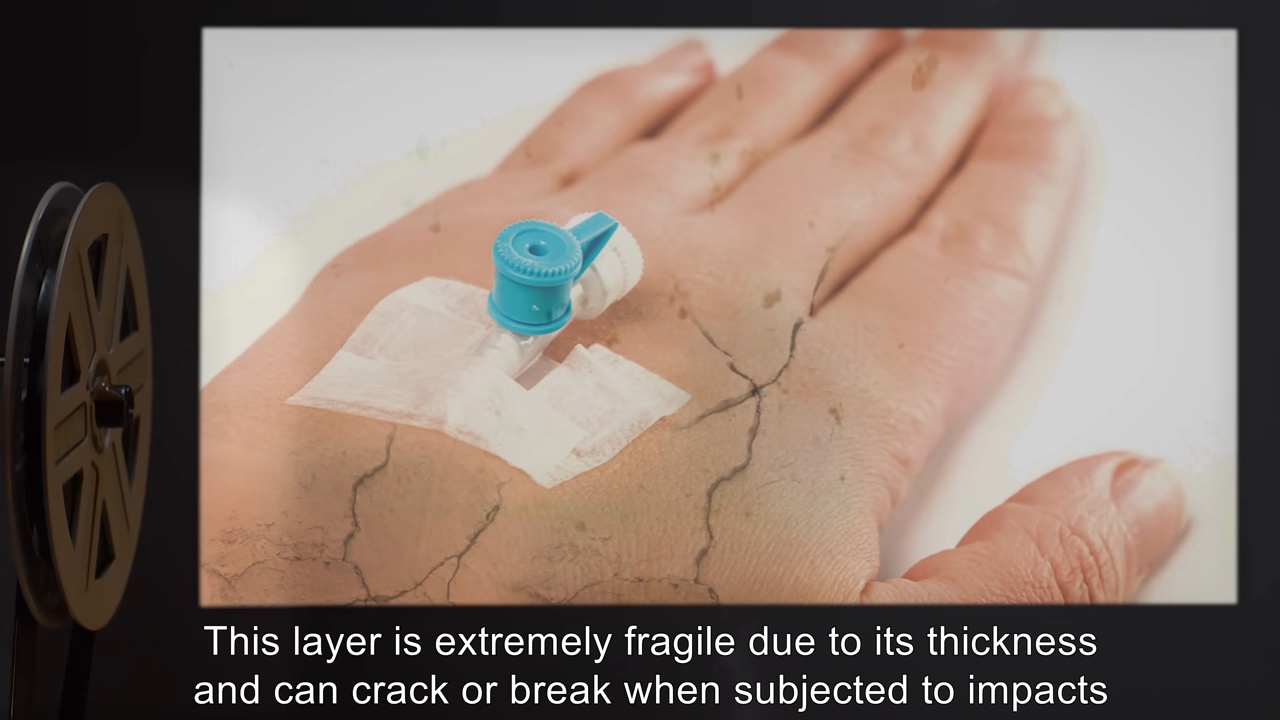 This layer is extremely fragile due to its thickness
and can crack or break when subjected to impacts